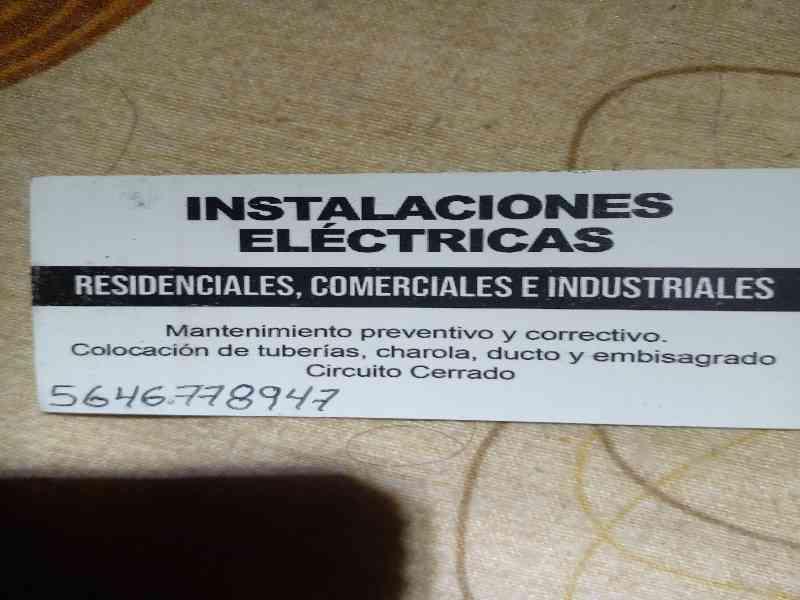 INSTALACIONES
ELÉCTRICAS
RESIDENCIALES, COMERCIALES E INDUSTRIALES
Mantenimiento preventivo y correctivo.
Colocación de tuberías, charola, ducto y embisagrado
Circuito Cerrado
5646778947